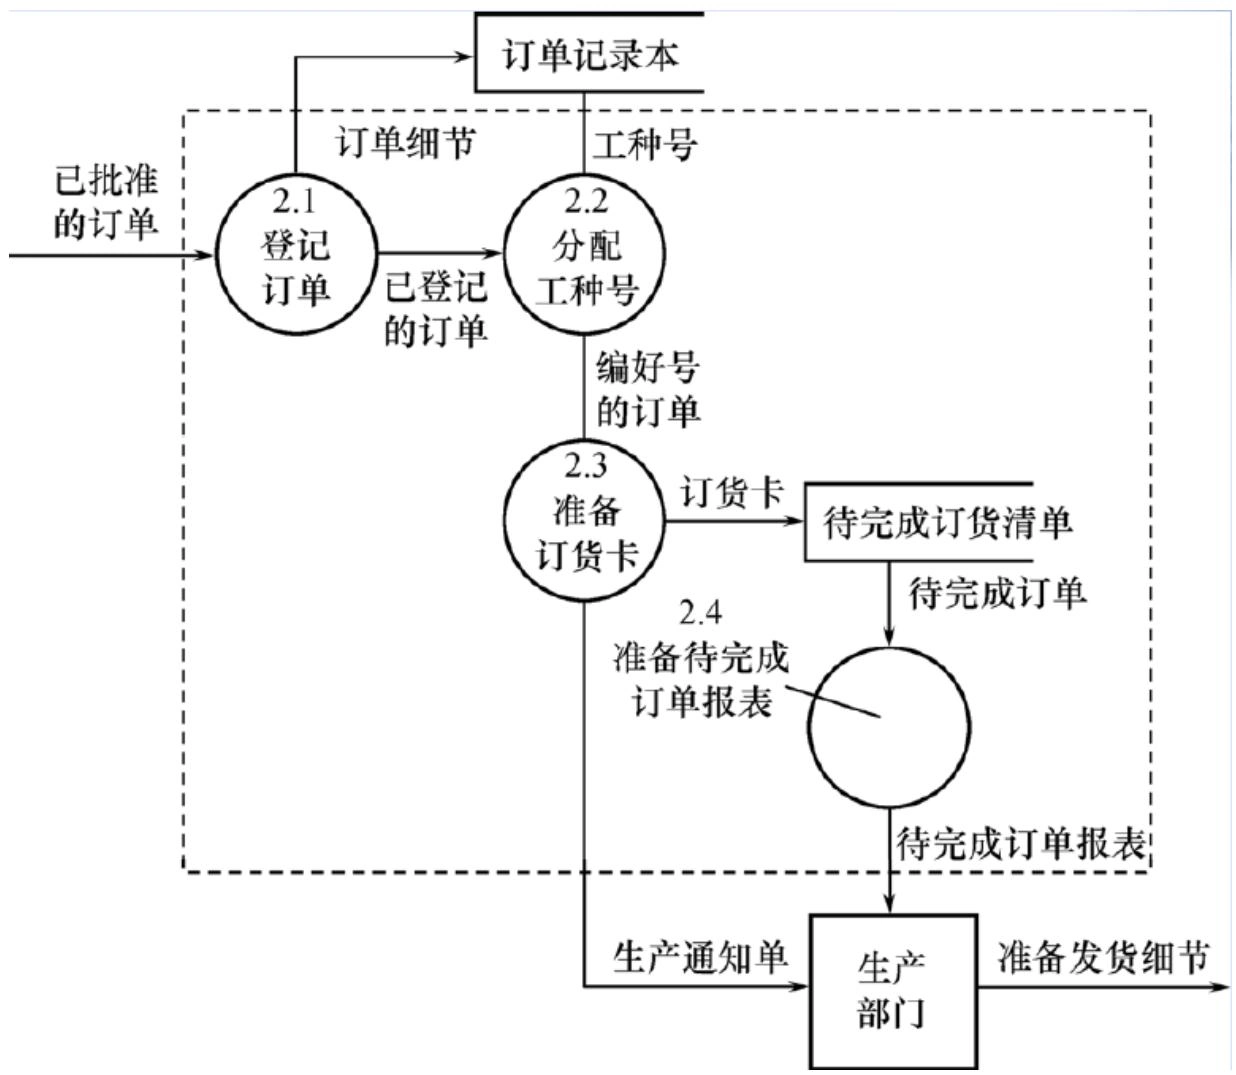 订单记录本
订单细节
工种号
已批准
的订单
2.1
登记
订单
已登记
的订单
2.2
分配
工种号
编好号
的订单
2.3
准备
订货卡
订货卡
待完成订货清单
待完成订单
2.4
准备待完成
订单报表
待完成订单报表
生产通知单
生产
部门
准备发货细节